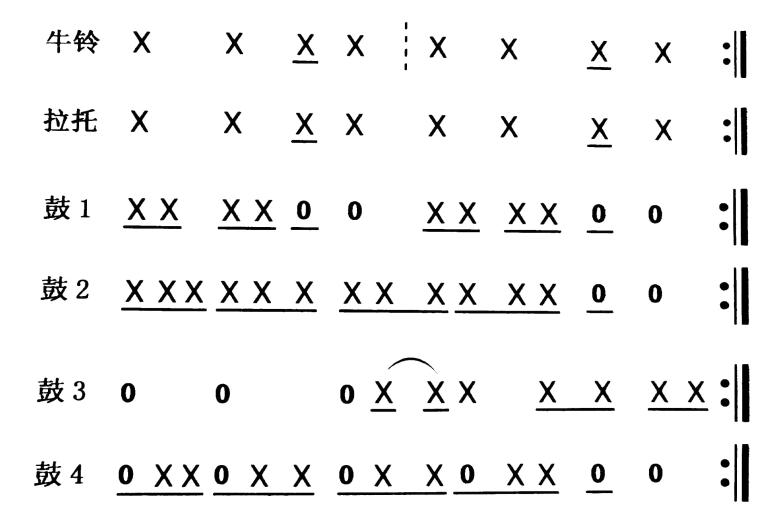 牛铃 X X X X X X X X :‖
拉托 X X X X X X X X :‖
鼓1 X X X X 0 0 X X X X 0 0 :‖
鼓2 X X X X X X X X X X X X 0 0 :‖
鼓3 0 0 0 X X X X X X X :‖
鼓4 0 X X 0 X X 0 X X 0 X X 0 0 :‖